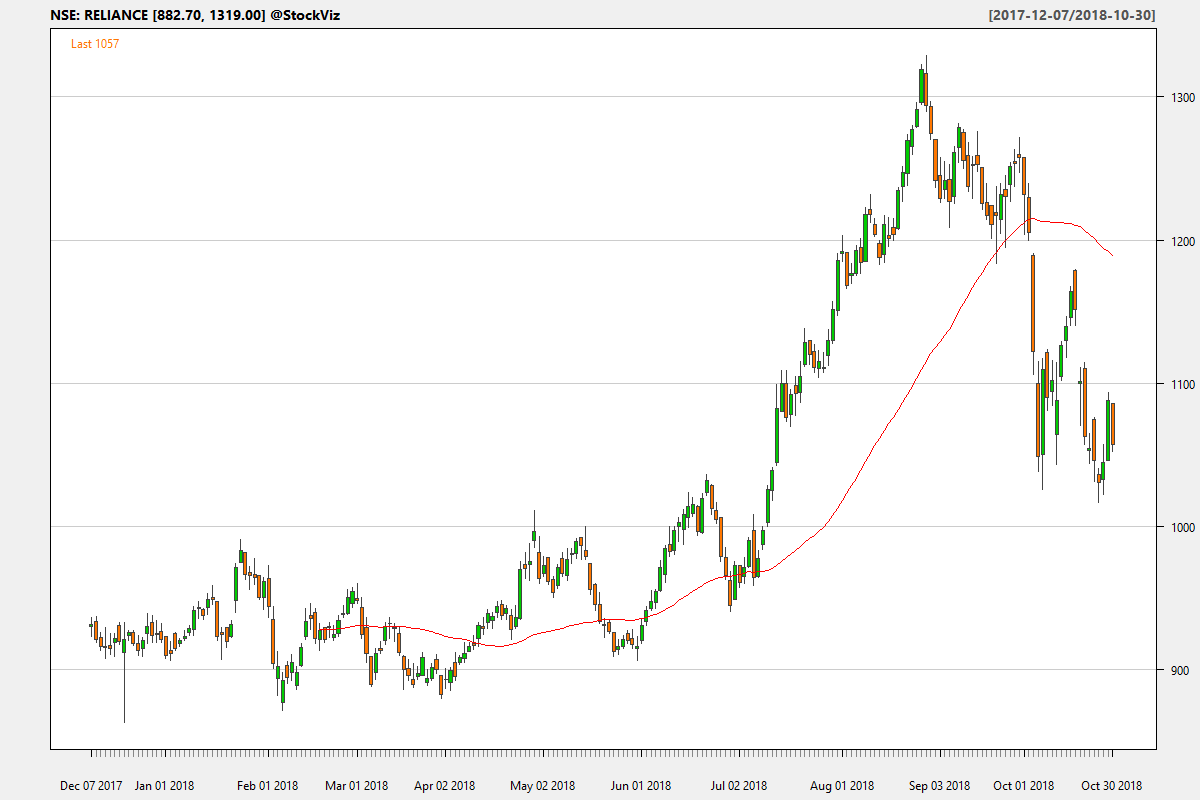 NSE: RELIANCE [882.70, 1319.00] @StockViz
[2017-12-07/2018-10-30]
Last 1057
1300
1200
1100
1000
900
Dec 07 2017 Jan 01 2018 Feb 01 2018 Mar 01 2018 Apr 02 2018 May 02 2018 Jun 01 2018 Jul 02 2018 Aug 01 2018 Sep 03 2018 Oct 01 2018 Oct 30 2018